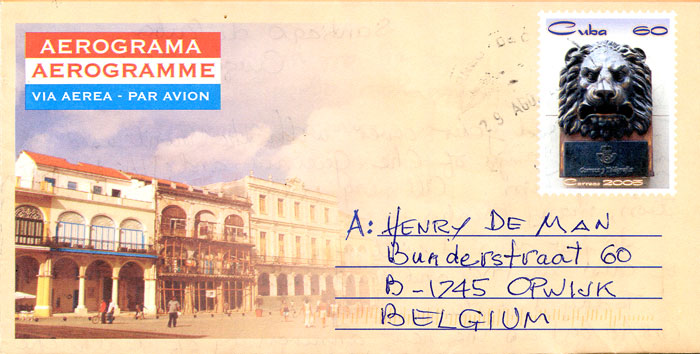 AEROGRAMA
AEROGRAMME
VIA AEREA - PAR AVION
Cuba 60
Correos 2005
A: HENRY DE MAN
Bunderstraat 60
B-1745 OPWIJK
BELGIUM